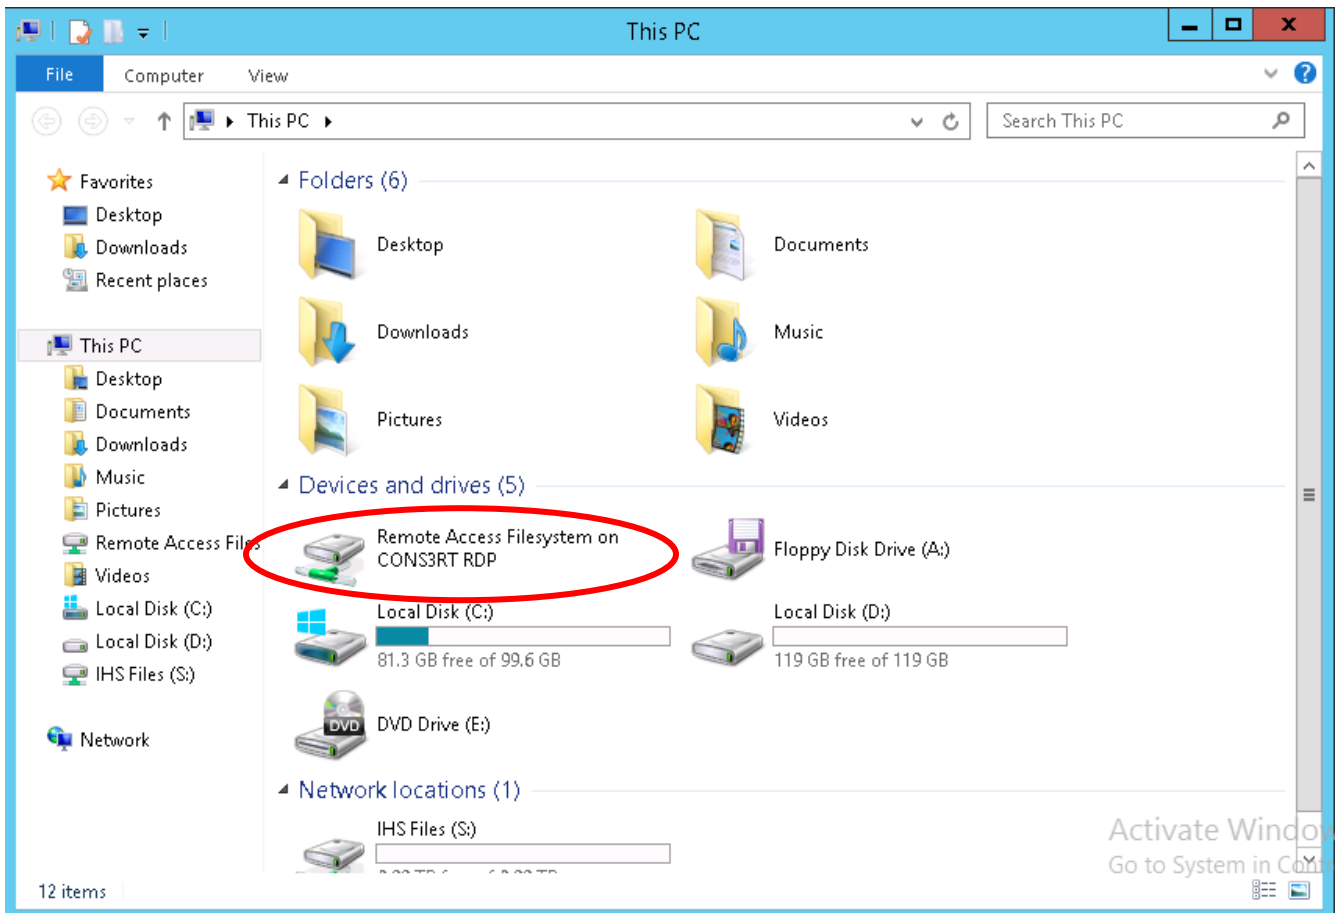 This PC
File Computer View
This PC
Search This PC
Favorites
Desktop
Downloads
Recent places
This PC
Desktop
Documents
Downloads
Music
Pictures
Remote Access Files
Videos
Local Disk (C:)
Local Disk (D:)
IHS Files (S:)
Network
Folders (6)
Desktop
Documents
Downloads
Music
Pictures
Videos
Devices and drives (5)
Remote Access Filesystem on
CONS3RT RDP
Floppy Disk Drive (A:)
Local Disk (C:)
81.3 GB free of 99.6 GB
Local Disk (D:)
119 GB free of 119 GB
DVD
DVD Drive (E:)
Network locations (1)
IHS Files (S:)
Activate Window
Go to System in Cont
12 items